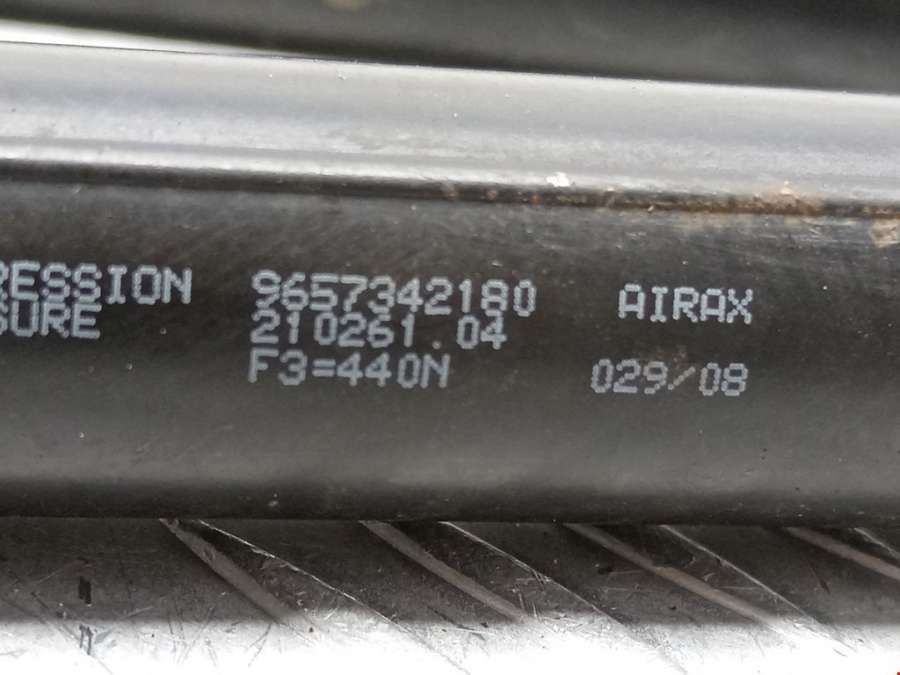 RESSION 9657342180 AIRAX
SURE 210261.04
F3=440N 029/08